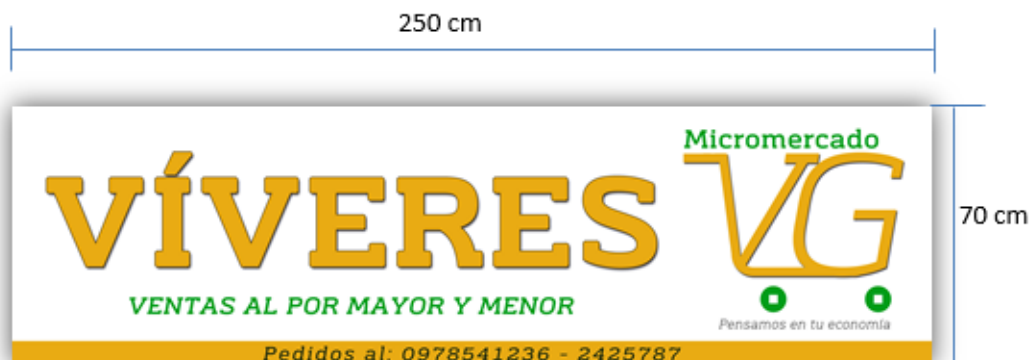 250 cm
Micromercado
VG
VÍVERES
70 cm
VENTAS AL POR MAYOR Y MENOR
Pensamos en tu economía
Pedidos al: 0978541236 - 2425787